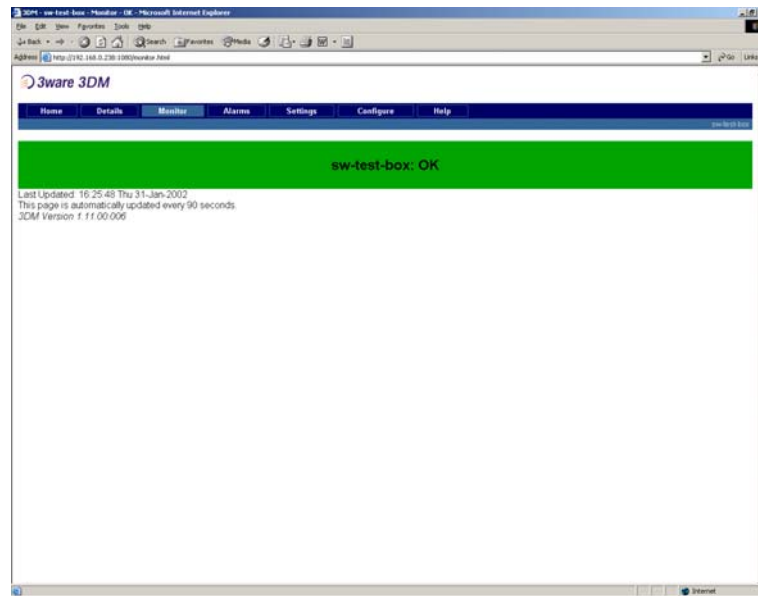 3DM - sw-test-box - Monitor - OK - Microsoft Internet Explorer
File Edit View Favorites Tools Help
Back Search Favorites Media
Address http://192.168.0.238:1080/monitor.html Go Links
3ware 3DM
Home Details Monitor Alarms Settings Configure Help
sw-test-box
sw-test-box: OK
Last Updated: 16:25:48 Thu 31-Jan-2002
This page is automatically updated every 90 seconds.
3DM Version 1.11.00.006
Internet